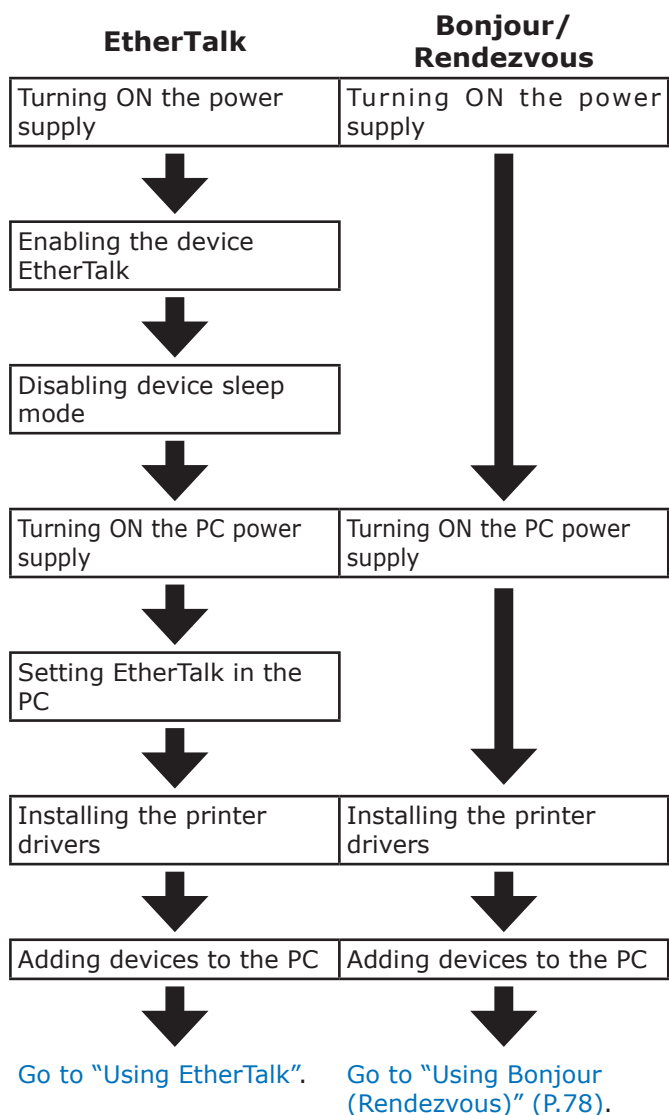 EtherTalk
Bonjour/
Rendezvous
Turning ON the power
supply
Turning ON the power
supply
Enabling the device
EtherTalk
Disabling device sleep
mode
Turning ON the PC power
supply
Turning ON the PC power
supply
Setting EtherTalk in the
PC
Installing the printer
drivers
Installing the printer
drivers
Adding devices to the PC
Adding devices to the PC
Go to “Using EtherTalk”.
Go to “Using Bonjour
(Rendezvous)” (P.78).